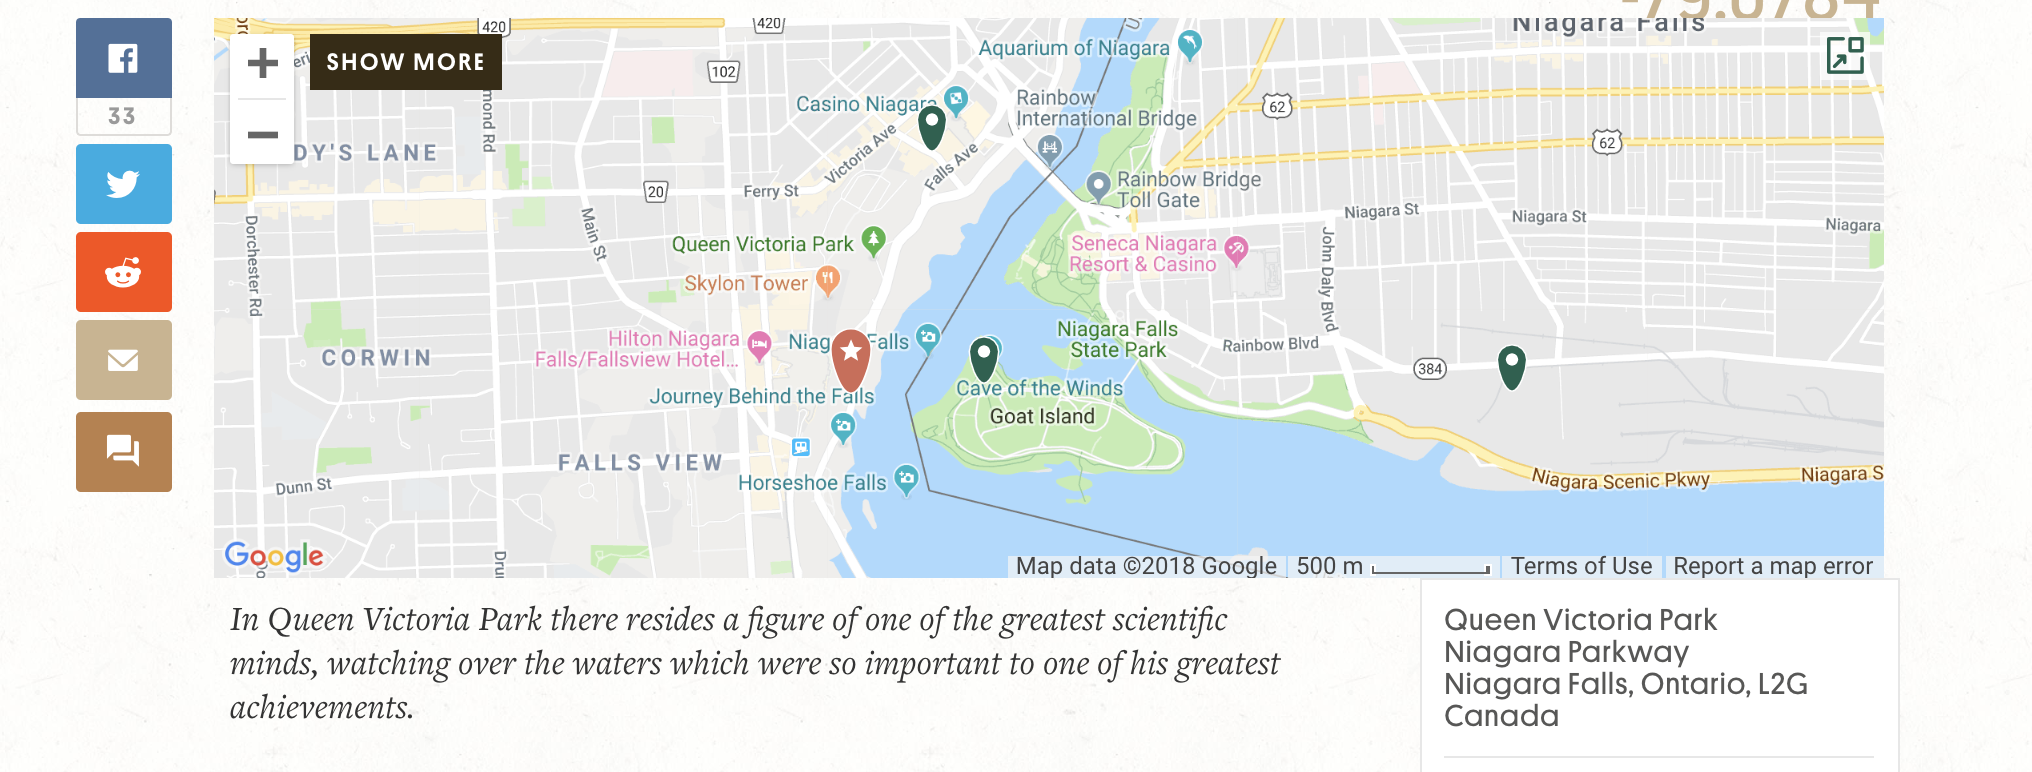 -79.0784
33
SHOW MORE
420
420
102
Aquarium of Niagara
Niagara Falls
Casino Niagara
Rainbow
International Bridge
62
62
mond Rd
DY'S LANE
Victoria Ave
Falls Ave
20
Ferry St
Rainbow Bridge
Toll Gate
Niagara St
Niagara St
Niagara
Dorchester Rd
Main St
Queen Victoria Park
Seneca Niagara
Resort & Casino
John Daly Blvd
Skylon Tower
Hilton Niagara
Falls/Fallsview Hotel...
Niag
Falls
Niagara Falls
State Park
Rainbow Blvd
CORWIN
384
Journey Behind the Falls
Cave of the Winds
Goat Island
FALLS VIEW
Horseshoe Falls
Dunn St
Niagara Scenic Pkwy
Niagara S
Dru
Google
Map data ©2018 Google
500 m
Terms of Use
Report a map error
In Queen Victoria Park there resides a figure of one of the greatest scientific
minds, watching over the waters which were so important to one of his greatest
achievements.
Queen Victoria Park
Niagara Parkway
Niagara Falls, Ontario, L2G
Canada